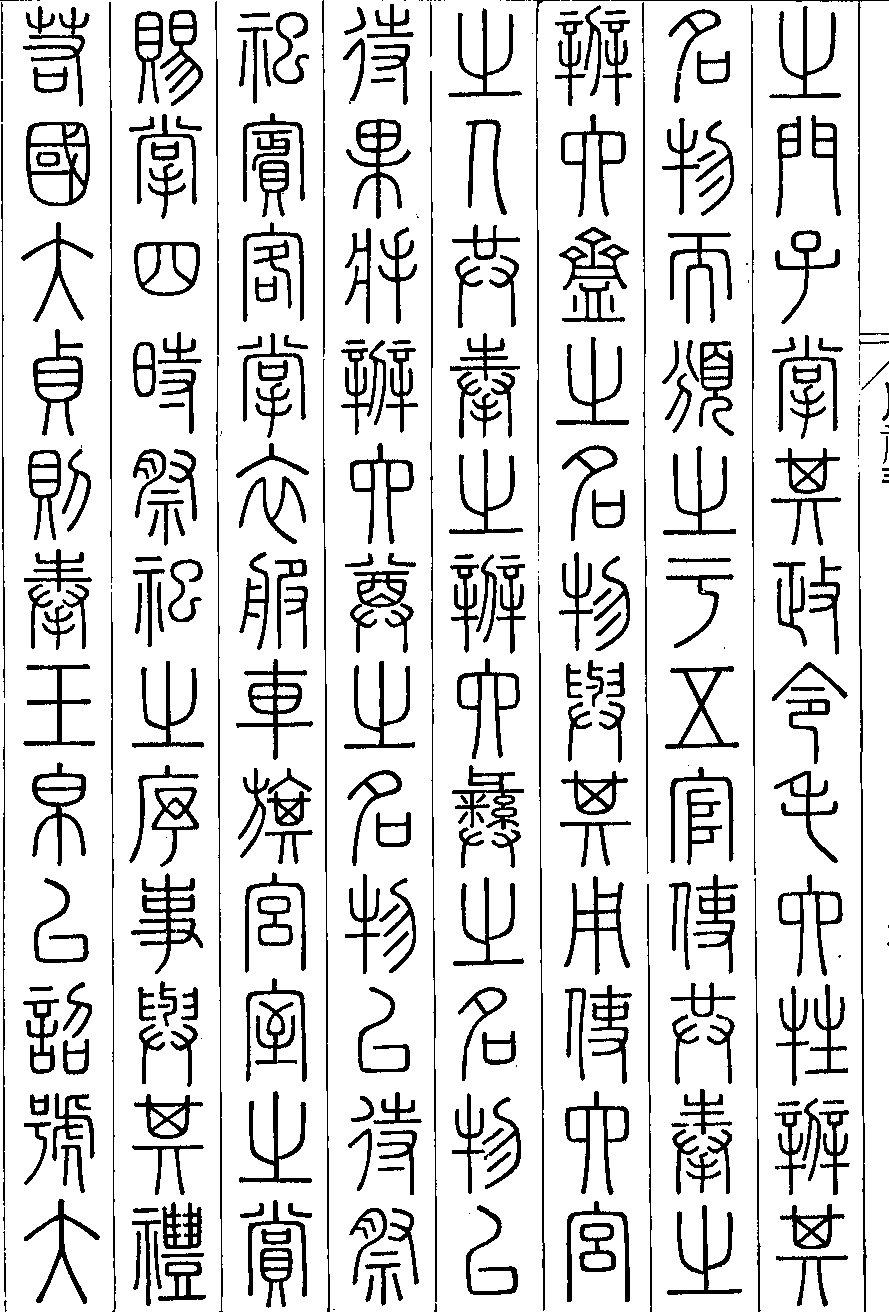 之門子掌其政令毛六牲辨其
名物而頒之于五官使共奉之
辨六齍之名物與其用使六宮
之人共奉之辨六彝之名物以
待果將辨六尊之名物以待祭
祀賓客掌衣服車旗宮室之賞
賜掌四時祭祀之序事與其禮
若國大貞則奉玉帛以詔號大